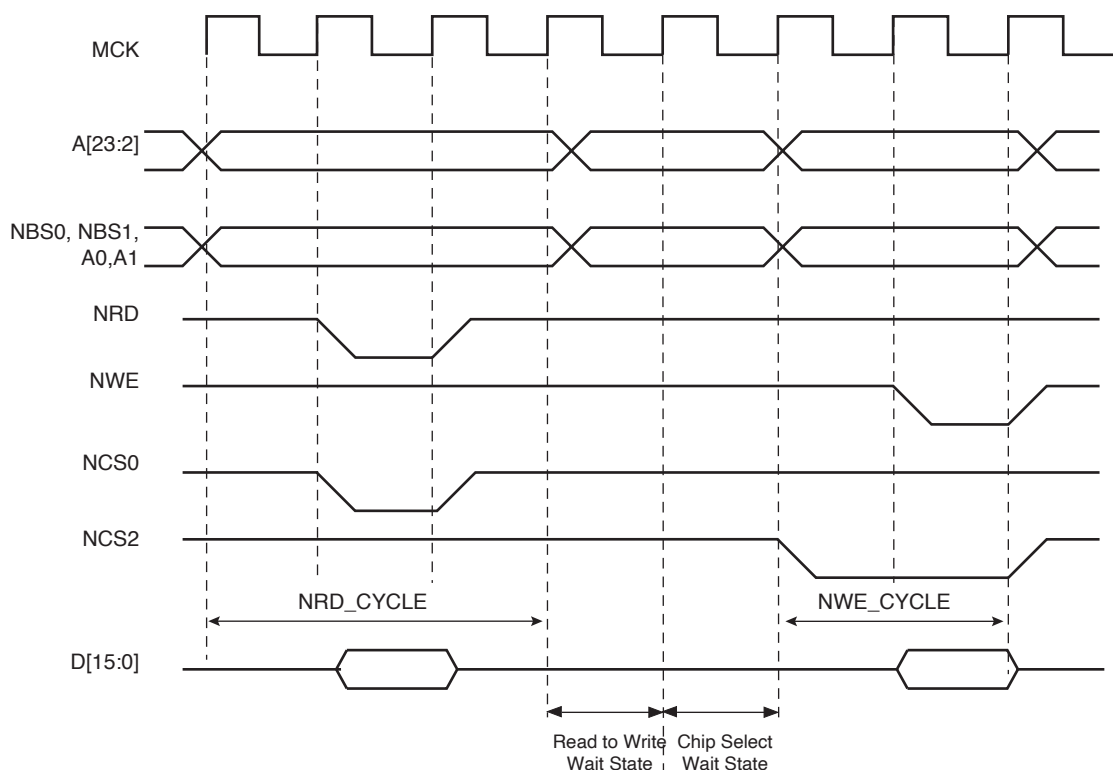 MCK
A[23:2]
NBS0, NBS1,
A0,A1
NRD
NWE
NCS0
NCS2
NRD_CYCLE
NWE_CYCLE
D[15:0]
Read to Write
Wait State
Chip Select
Wait State